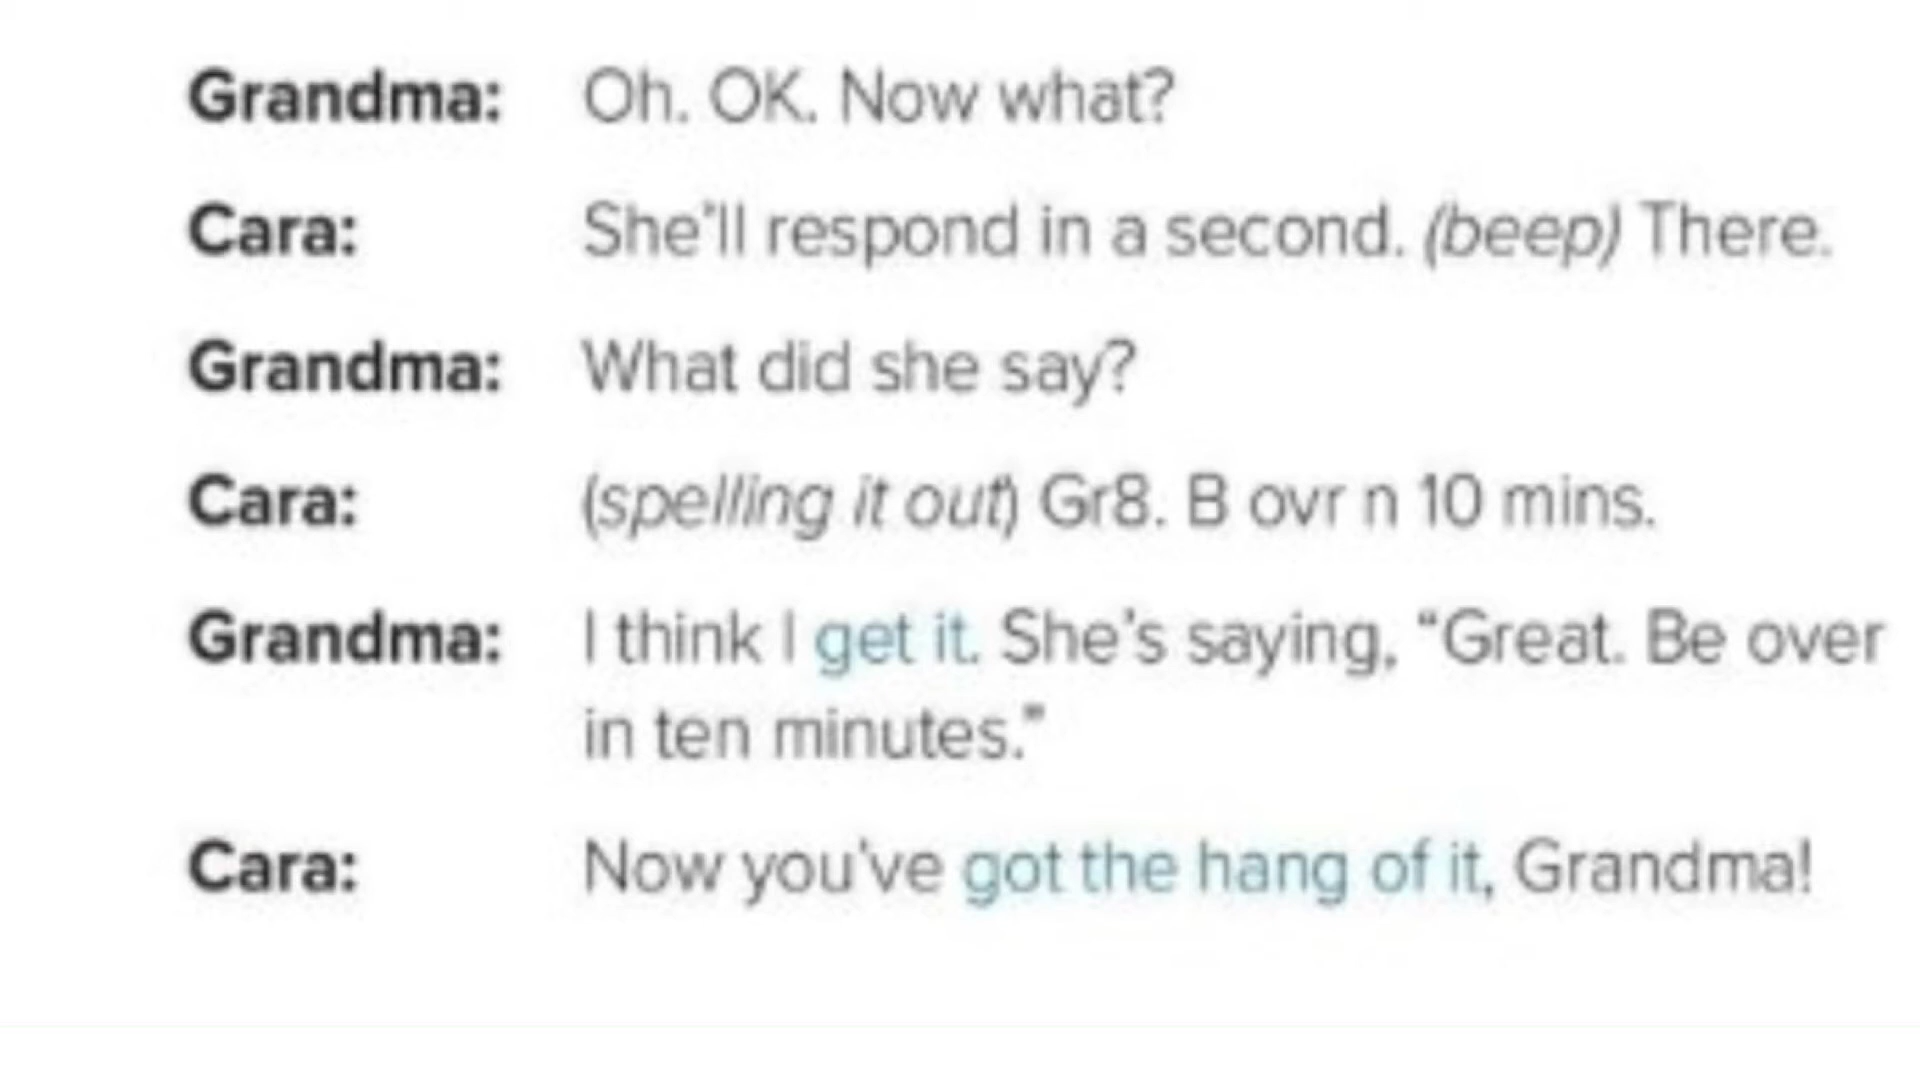 Grandma: Oh. OK. Now what?
Cara: She'll respond in a second. (beep) There.
Grandma: What did she say?
Cara: (spelling it out) Gr8. B ovr n 10 mins.
Grandma: I think I get it. She's saying, “Great. Be over
in ten minutes.”
Cara: Now you've got the hang of it, Grandma!